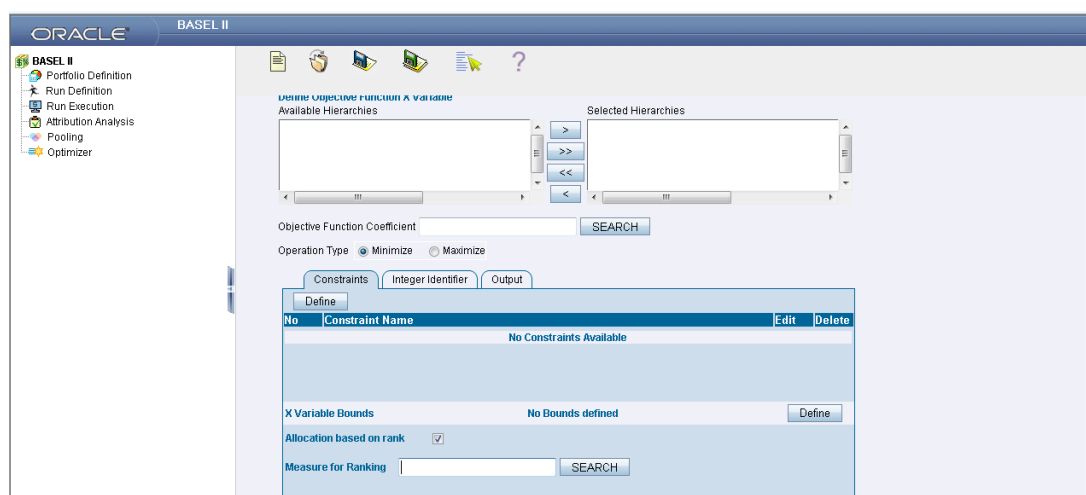 ORACLE
BASEL II
BASEL II
Portfolio Definition
Run Definition
Run Execution
Attribution Analysis
Pooling
Optimizer
?
Define Objective Function X Variable
Available Hierarchies
Selected Hierarchies
>
>>
<<
<
Objective Function Coefficient
SEARCH
Operation Type
Minimize
Maximize
Constraints
Integer Identifier
Output
Define
No
Constraint Name
Edit
Delete
No Constraints Available
X Variable Bounds
No Bounds defined
Define
Allocation based on rank
Measure for Ranking
SEARCH